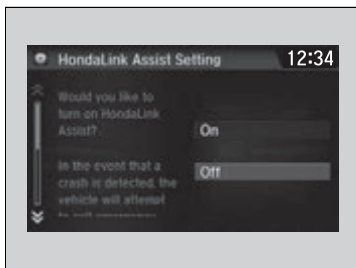 HondaLink Assist Setting 12:34
Would you like to
turn on HondaLink
Assist?
On
In the event that a
crash is detected, the
Off
vehicle will attempt